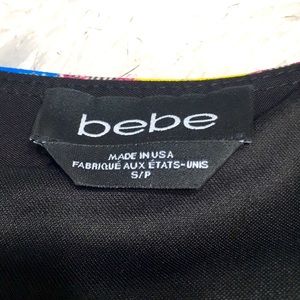 bebe
MADE IN USA
FABRIQUÉ AUX ÉTATS-UNIS
S/P